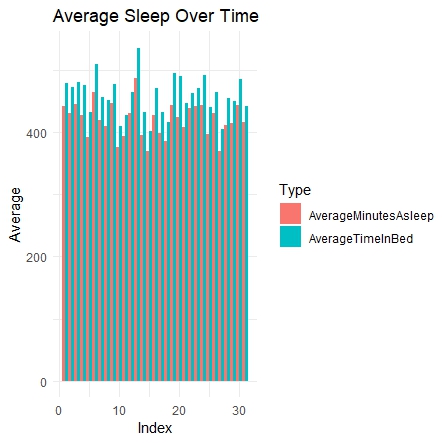 Average Sleep Over Time
Average
400
200
0
0 10 20 30
Index
Type
AverageMinutesAsleep
AverageTimeInBed